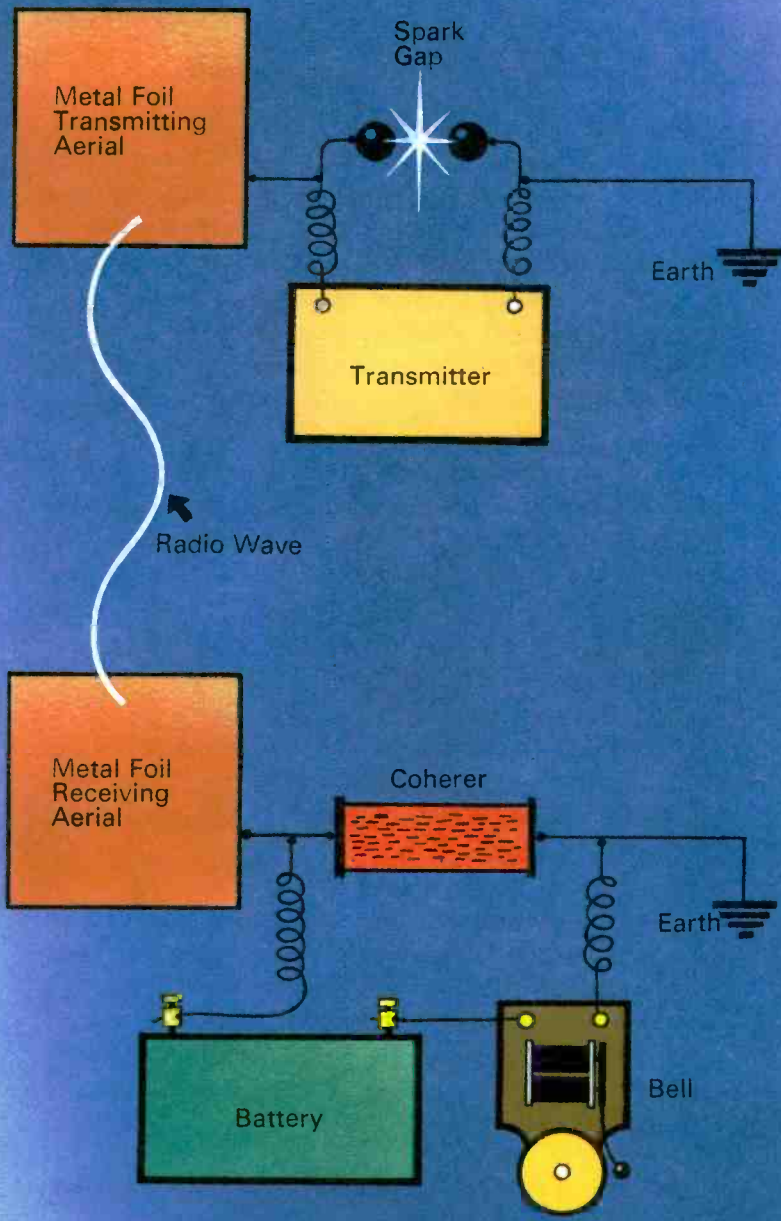 Spark
Gap
Metal Foil
Transmitting
Aerial
Earth
Transmitter
Radio Wave
Metal Foil
Receiving
Aerial
Coherer
Earth
Battery
Bell